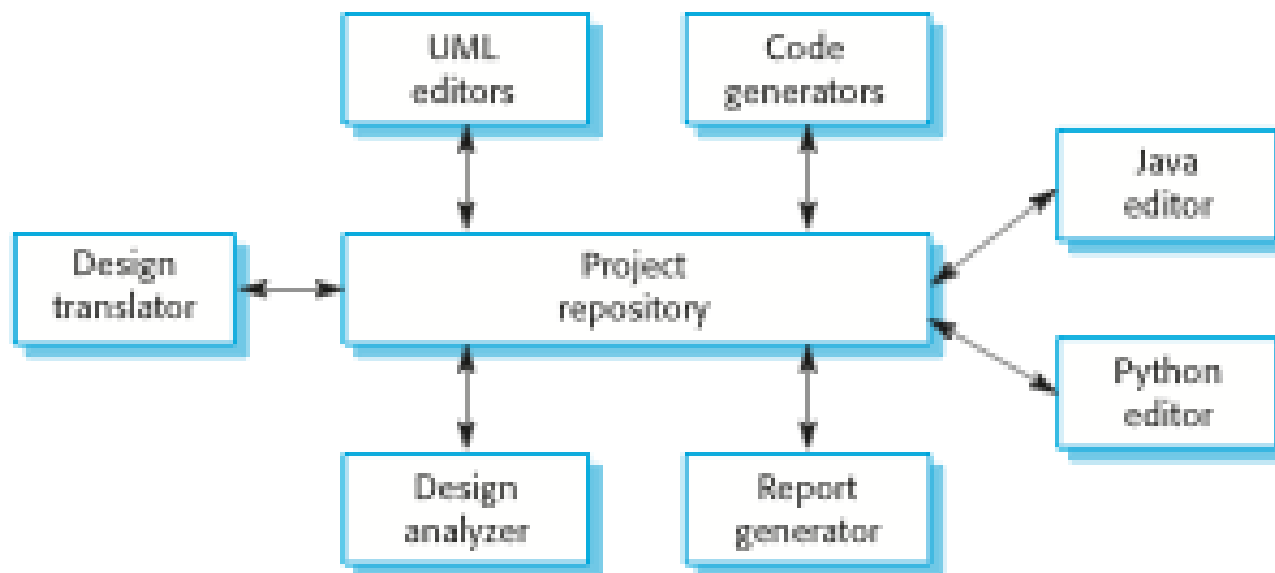 UML
editors
Code
generators
Java
editor
Design
translator
Project
repository
Python
editor
Design
analyzer
Report
generator